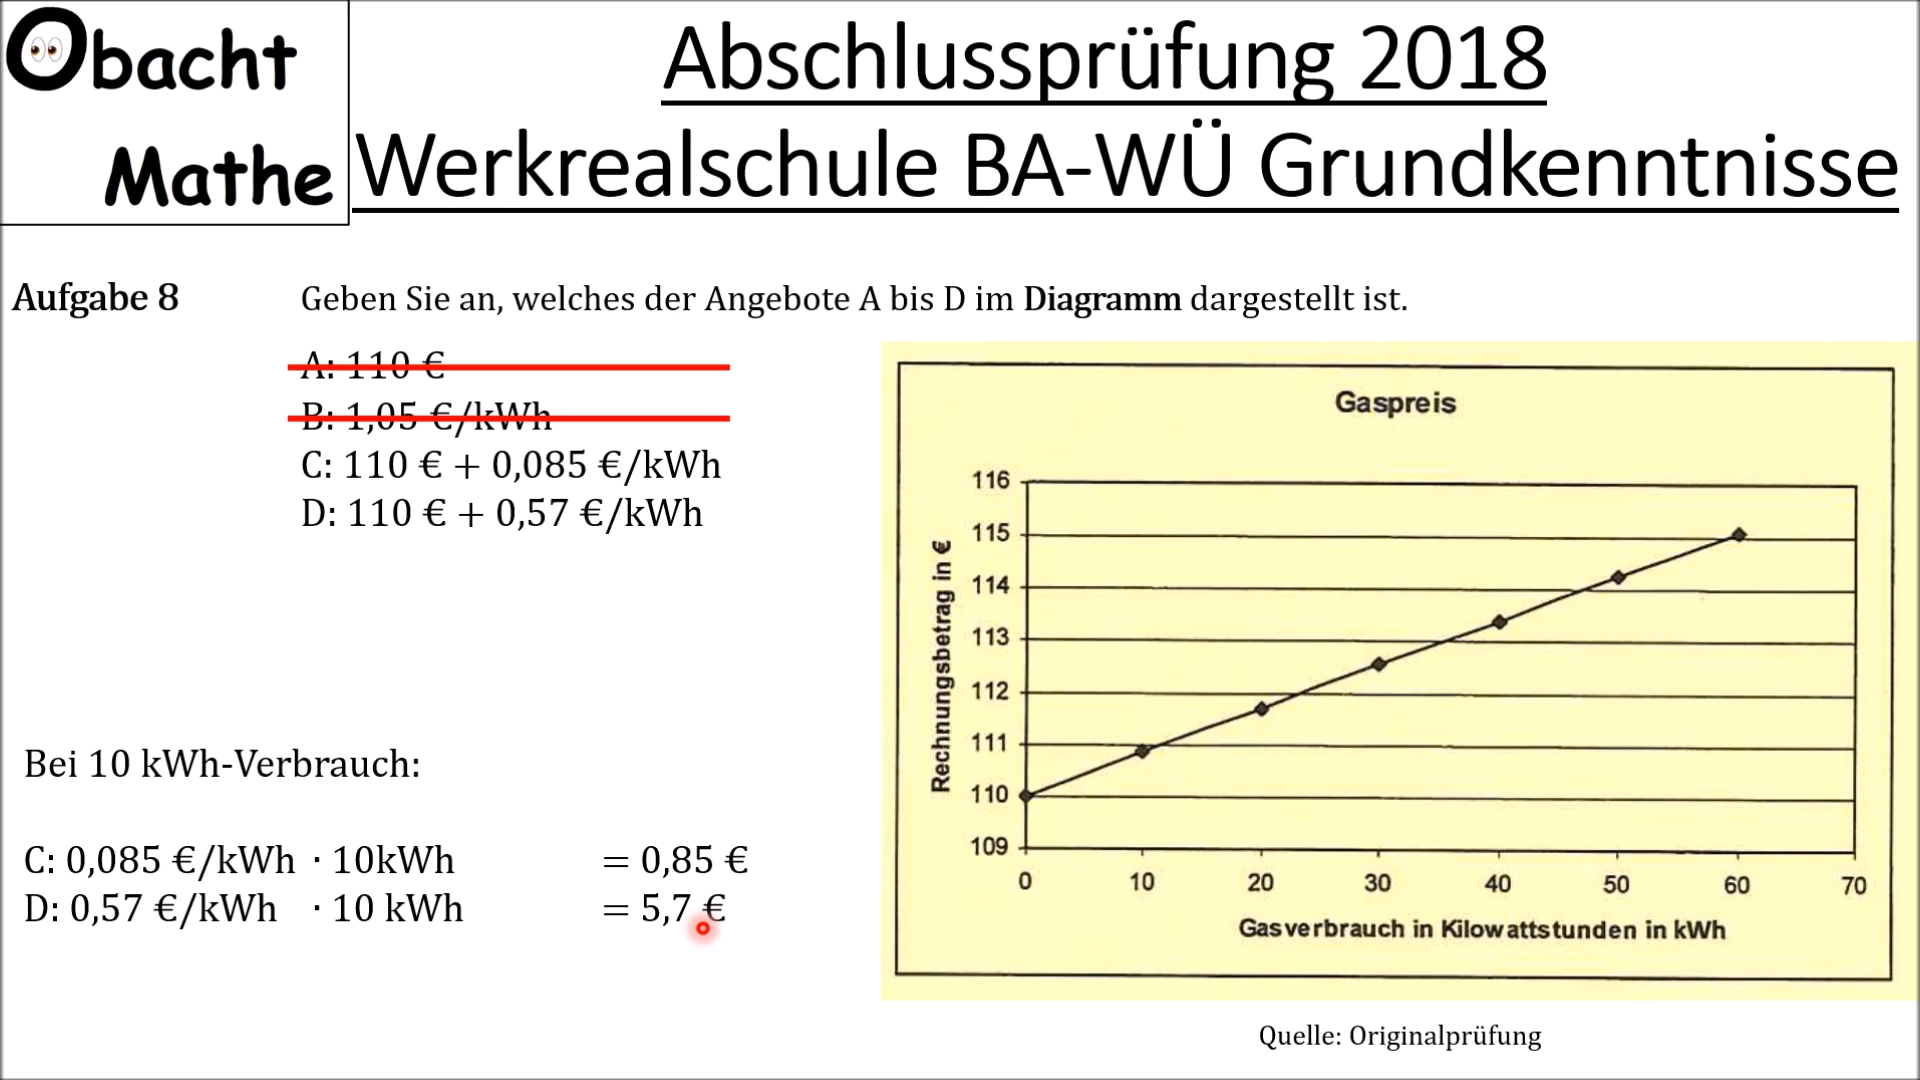 Obacht
Mathe
Abschlussprüfung 2018
Werkrealschule BA-WÜ Grundkenntnisse
Aufgabe 8
Geben Sie an, welches der Angebote A bis D im Diagramm dargestellt ist.
A: 110 €
B: 1,05 €/kWh
C: 110 € + 0,085 €/kWh
D: 110 € + 0,57 €/kWh
Bei 10 kWh-Verbrauch:
C: 0,085 €/kWh · 10kWh = 0,85 €
D: 0,57 €/kWh · 10 kWh = 5,7 €
Gaspreis
Rechnungsbetrag in €
116
115
114
113
112
111
110
109
0 10 20 30 40 50 60 70
Gasverbrauch in Kilowattstunden in kWh
Quelle: Originalprüfung